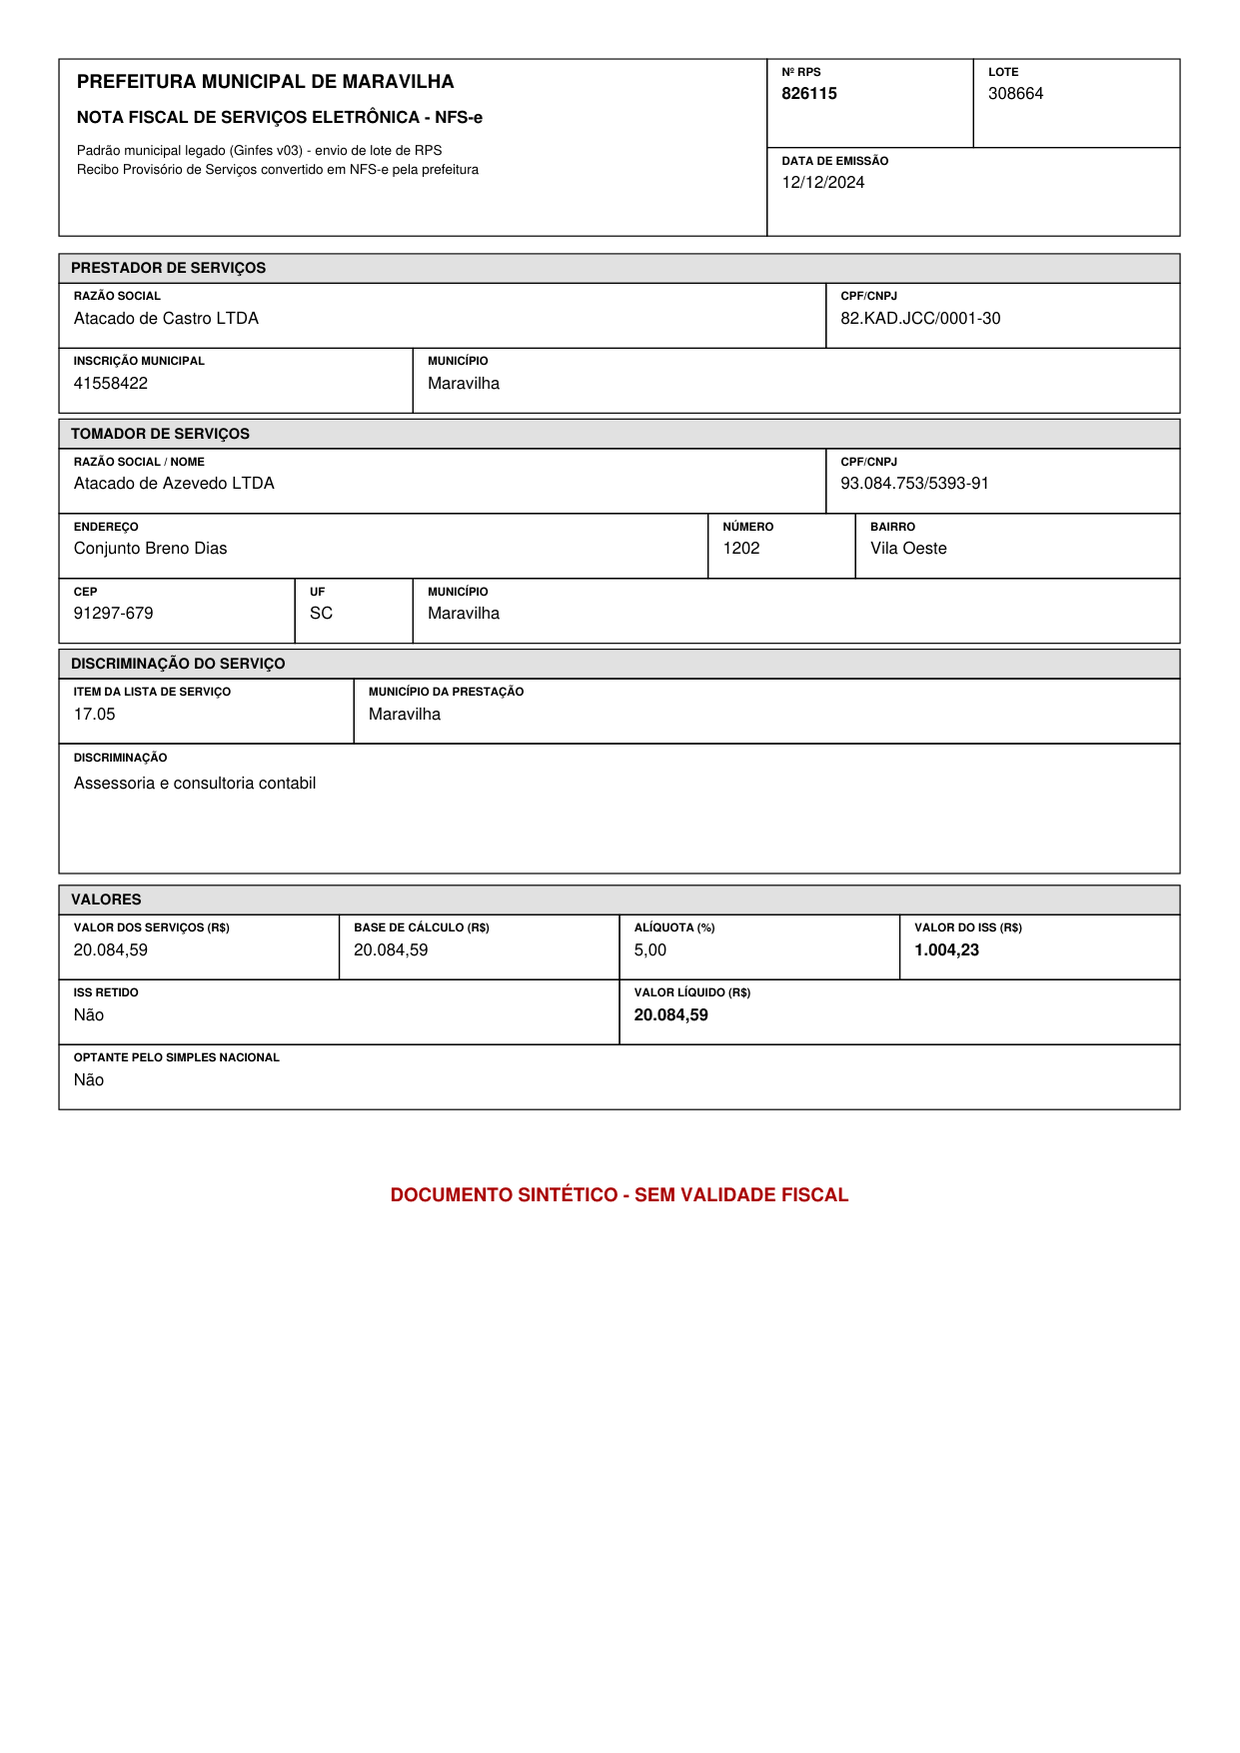 PREFEITURA MUNICIPAL DE MARAVILHA
NOTA FISCAL DE SERVIÇOS ELETRÔNICA - NFS-e
Padrão municipal legado (Ginfes v03) - envio de lote de RPS
Recibo Provisório de Serviços convertido em NFS-e pela prefeitura
Nº RPS
826115
LOTE
308664
DATA DE EMISSÃO
12/12/2024
PRESTADOR DE SERVIÇOS
RAZÃO SOCIAL
Atacado de Castro LTDA
CPF/CNPJ
82.KAD.JCC/0001-30
INSCRIÇÃO MUNICIPAL
41558422
MUNICÍPIO
Maravilha
TOMADOR DE SERVIÇOS
RAZÃO SOCIAL / NOME
Atacado de Azevedo LTDA
CPF/CNPJ
93.084.753/5393-91
ENDEREÇO
Conjunto Breno Dias
NÚMERO
1202
BAIRRO
Vila Oeste
CEP
91297-679
UF
SC
MUNICÍPIO
Maravilha
DISCRIMINAÇÃO DO SERVIÇO
ITEM DA LISTA DE SERVIÇO
17.05
MUNICÍPIO DA PRESTAÇÃO
Maravilha
DISCRIMINAÇÃO
Assessoria e consultoria contabil
VALORES
VALOR DOS SERVIÇOS (R$)
20.084,59
BASE DE CÁLCULO (R$)
20.084,59
ALÍQUOTA (%)
5,00
VALOR DO ISS (R$)
1.004,23
ISS RETIDO
Não
VALOR LÍQUIDO (R$)
20.084,59
OPTANTE PELO SIMPLES NACIONAL
Não
DOCUMENTO SINTÉTICO - SEM VALIDADE FISCAL